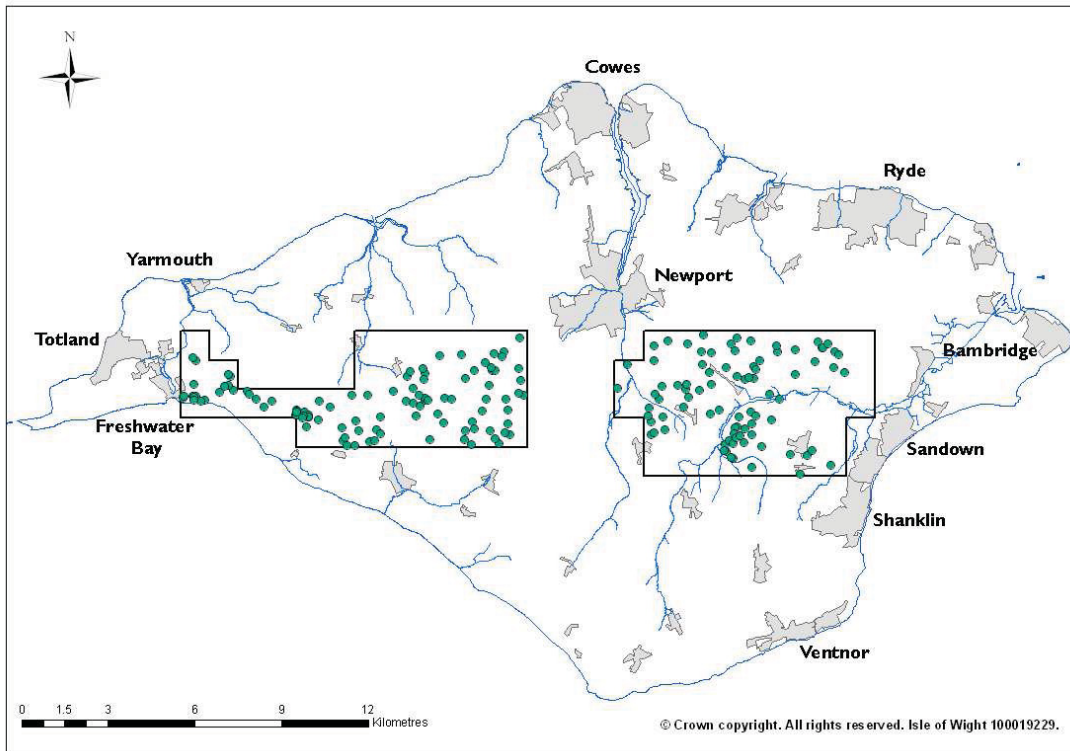 N
Cowes
Ryde
Yarmouth
Newport
Totland
Bambridge
Freshwater
Bay
Sandown
Shanklin
Ventnor
0 1.5 3 6 9 12
Kilometres
© Crown copyright. All rights reserved. Isle of Wight 100019229.